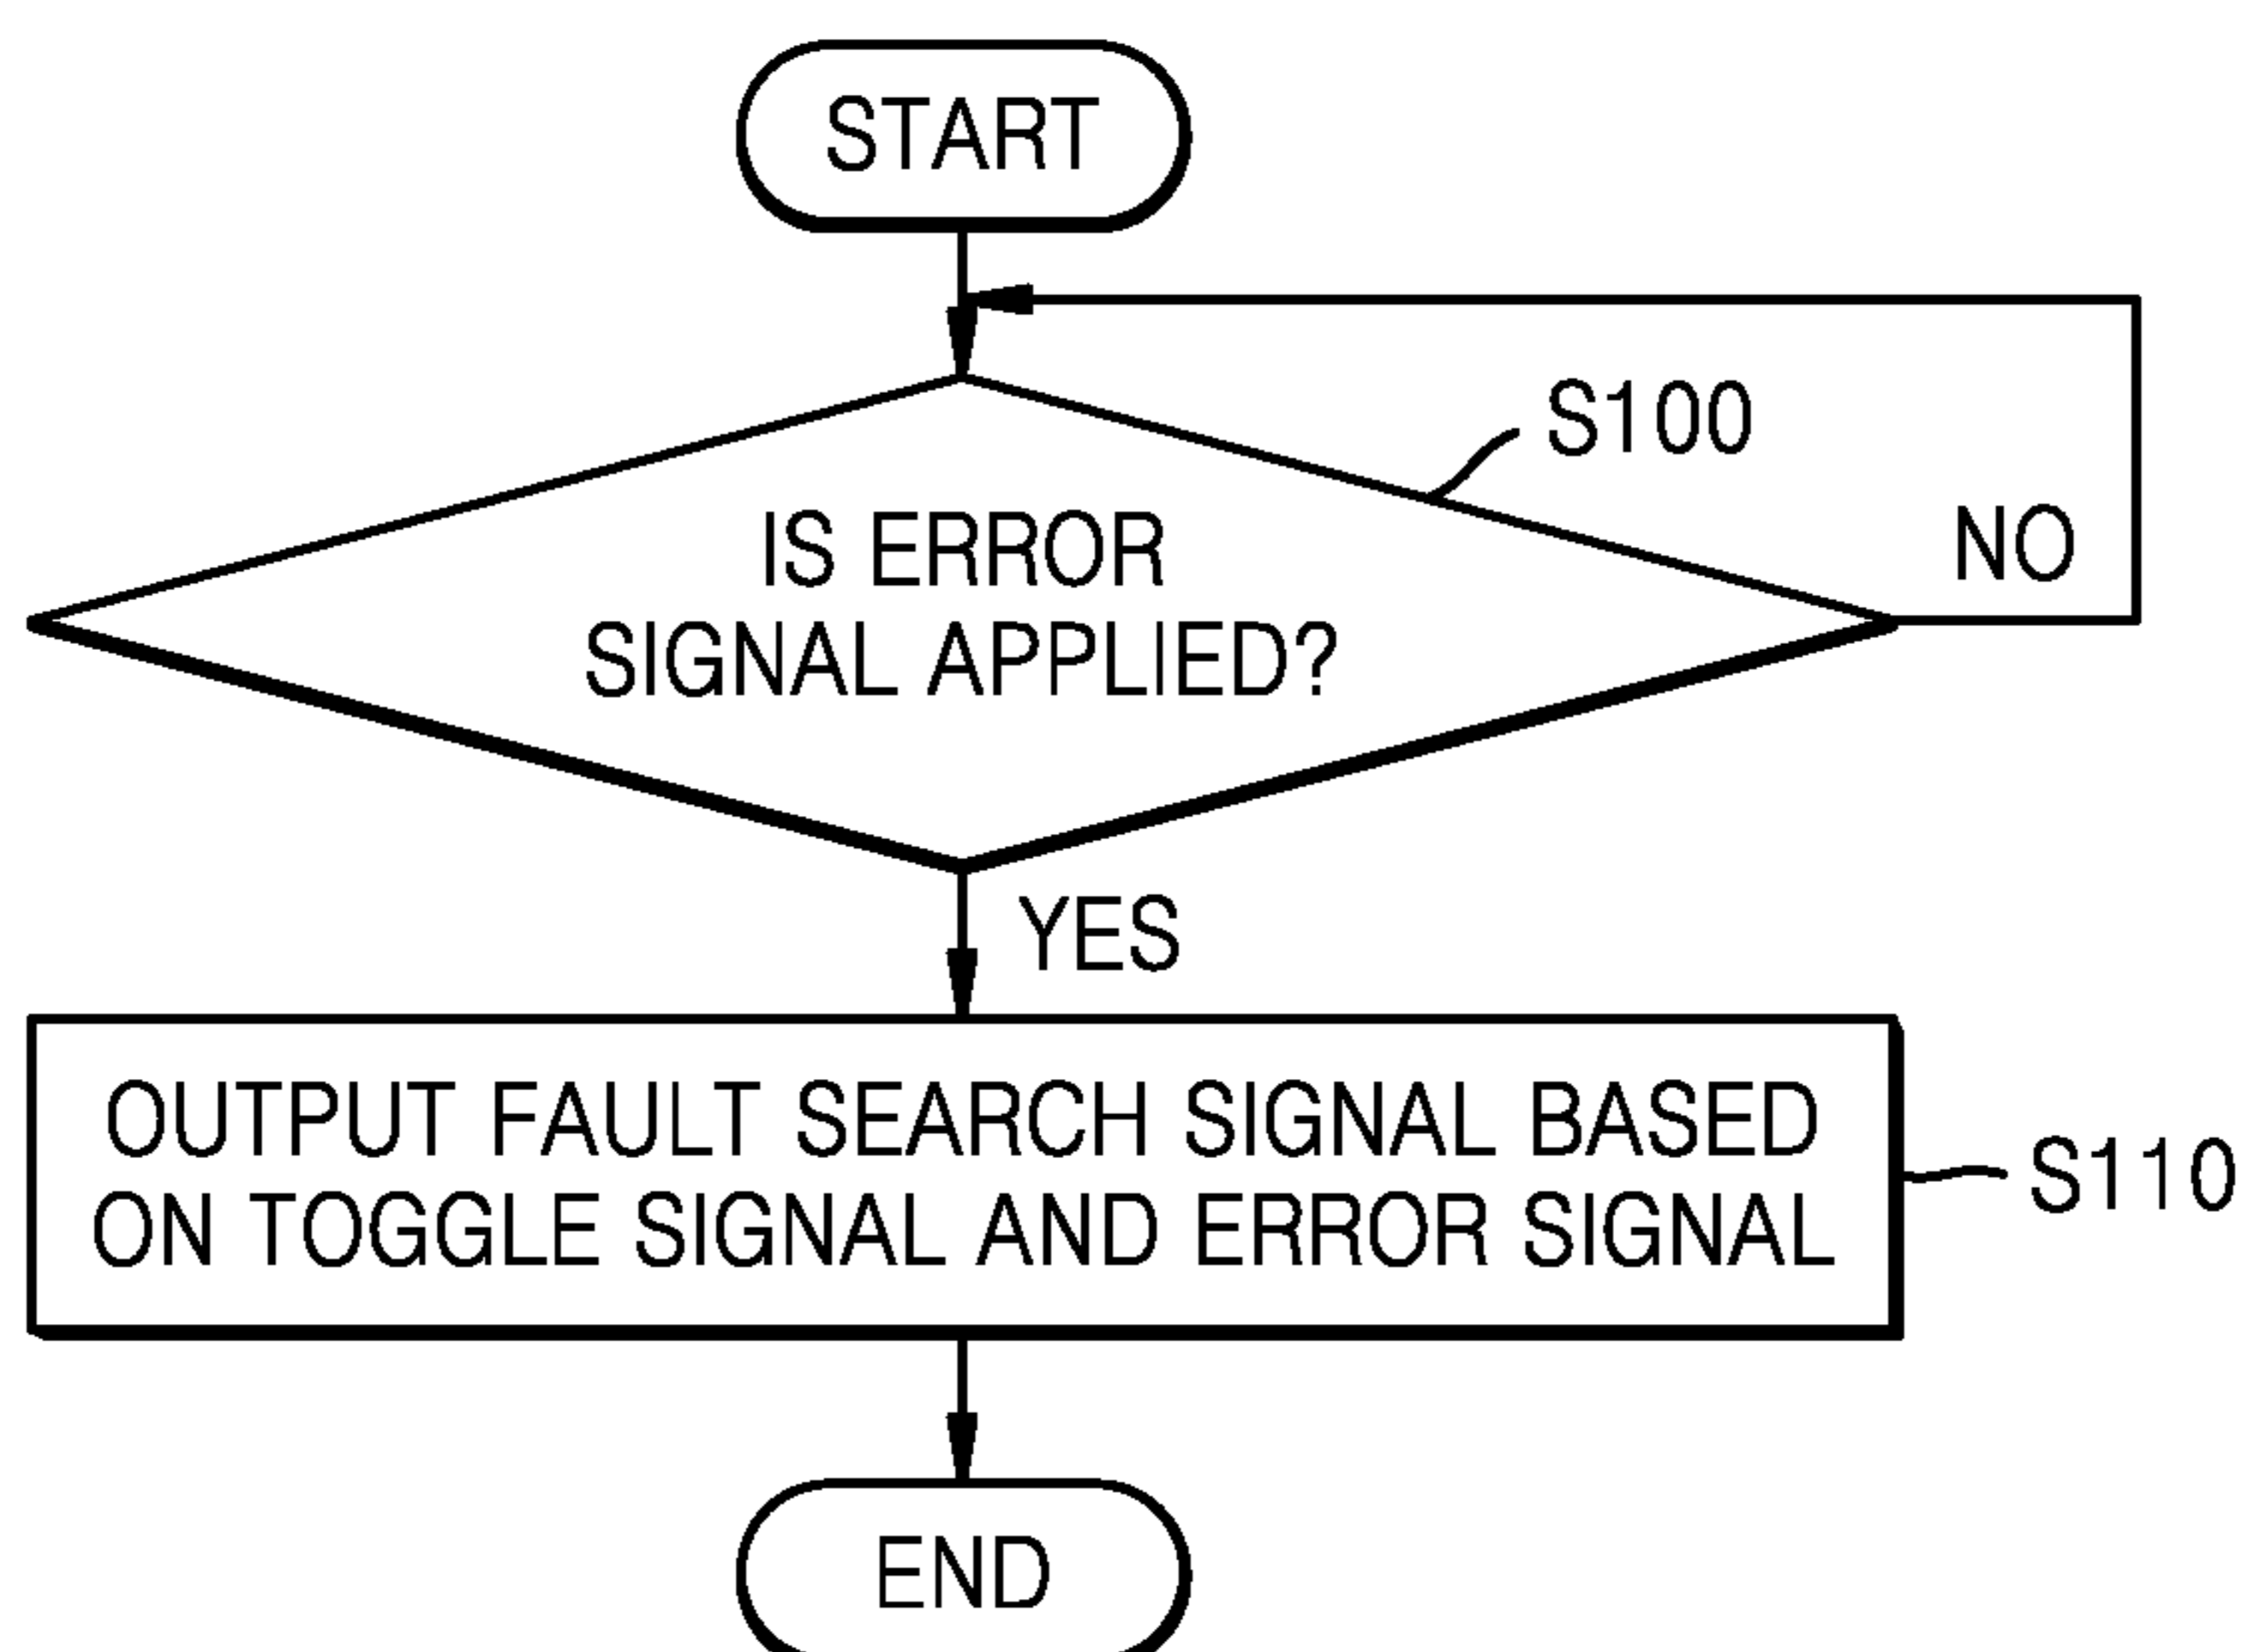 START
S100
IS ERROR
SIGNAL APPLIED?
NO
YES
OUTPUT FAULT SEARCH SIGNAL BASED
ON TOGGLE SIGNAL AND ERROR SIGNAL
S110
END